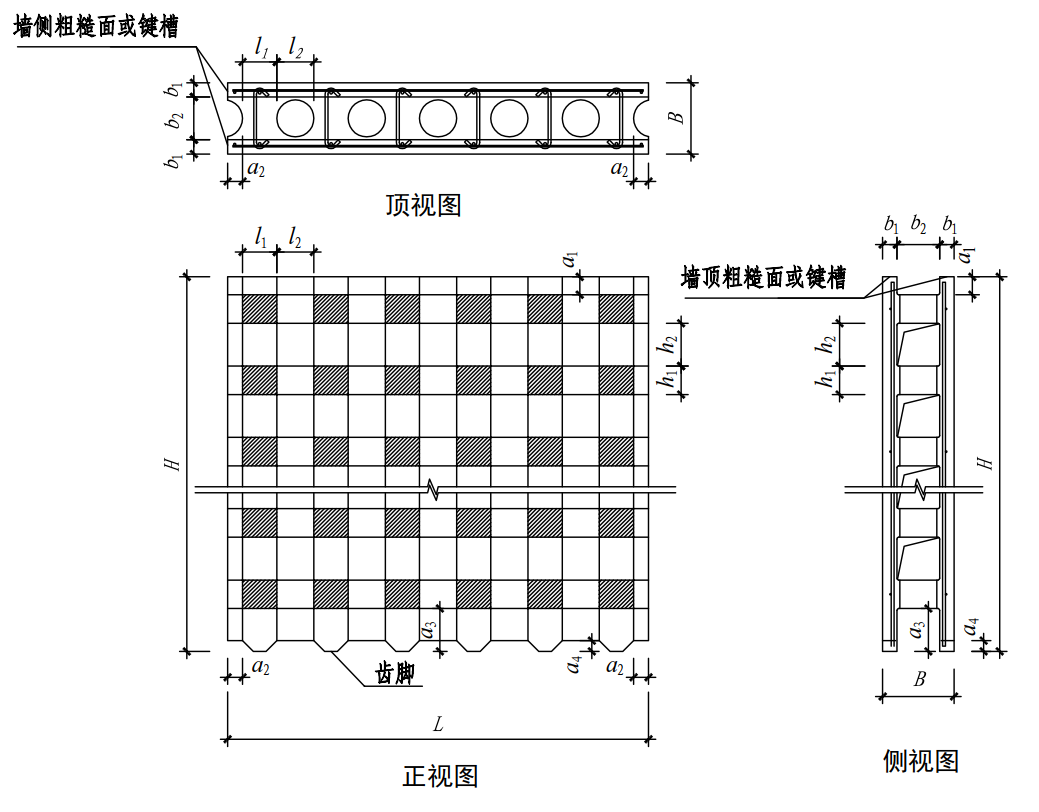 墙侧粗糙面或键槽
l1 l2
b1
b2
b1
B
a2 a2
顶视图
l1 l2
a1
h2
h1
H
a3
a4
a2 a2
齿脚
L
正视图
b1 b2 b1
a1
墙顶粗糙面或键槽
h2
h1
H
a3
a4
B
侧视图